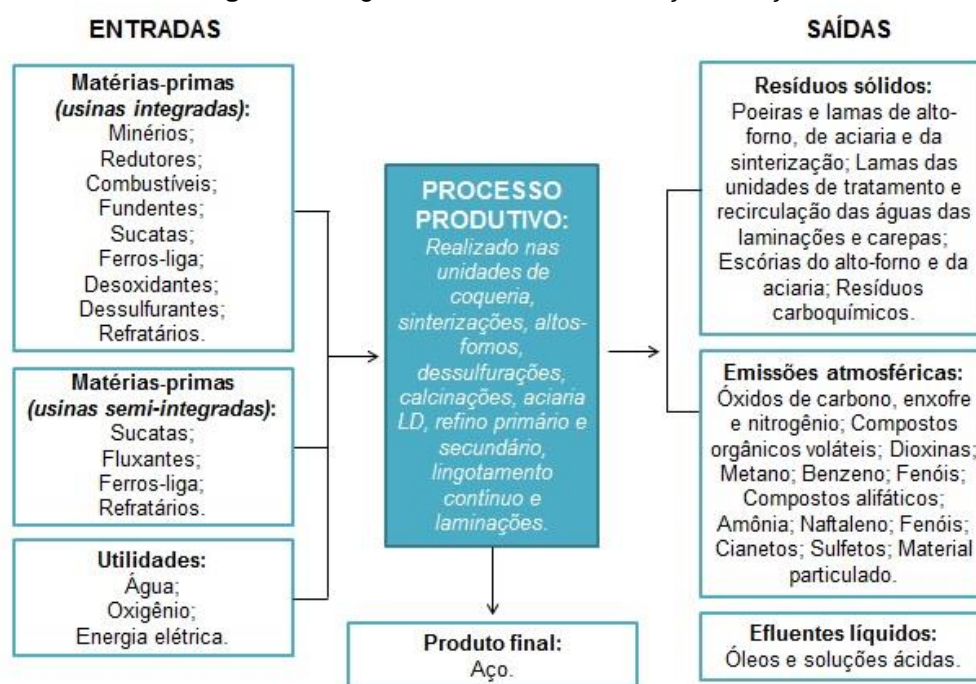 ENTRADAS
Matérias-primas
(usinas integradas):
Minérios;
Redutores;
Combustíveis;
Fundentes;
Sucatas;
Ferros-liga;
Desoxidantes;
Dessulfurantes;
Refratários.
Matérias-primas
(usinas semi-integradas):
Sucatas;
Fluxantes;
Ferros-liga;
Refratários.
Utilidades:
Água;
Oxigênio;
Energia elétrica.
PROCESSO
PRODUTIVO:
Realizado nas
unidades de
coqueria,
sinterizações, altos-
fornos,
dessulfurações,
calcinações, aciaria
LD, refino primário e
secundário,
lingotamento
contínuo e
laminações.
Produto final:
Aço.
SAÍDAS
Resíduos sólidos:
Poeiras e lamas de alto-
forno, de aciaria e da
sinterização; Lamas das
unidades de tratamento e
recirculação das águas das
laminações e carepas;
Escórias do alto-forno e da
aciaria; Resíduos
carboquímicos.
Emissões atmosféricas:
Óxidos de carbono, enxofre
e nitrogênio; Compostos
orgânicos voláteis; Dioxinas;
Metano; Benzeno; Fenóis;
Compostos alifáticos;
Amônia; Naftaleno; Fenóis;
Cianetos; Sulfetos; Material
particulado.
Efluentes líquidos:
Óleos e soluções ácidas.